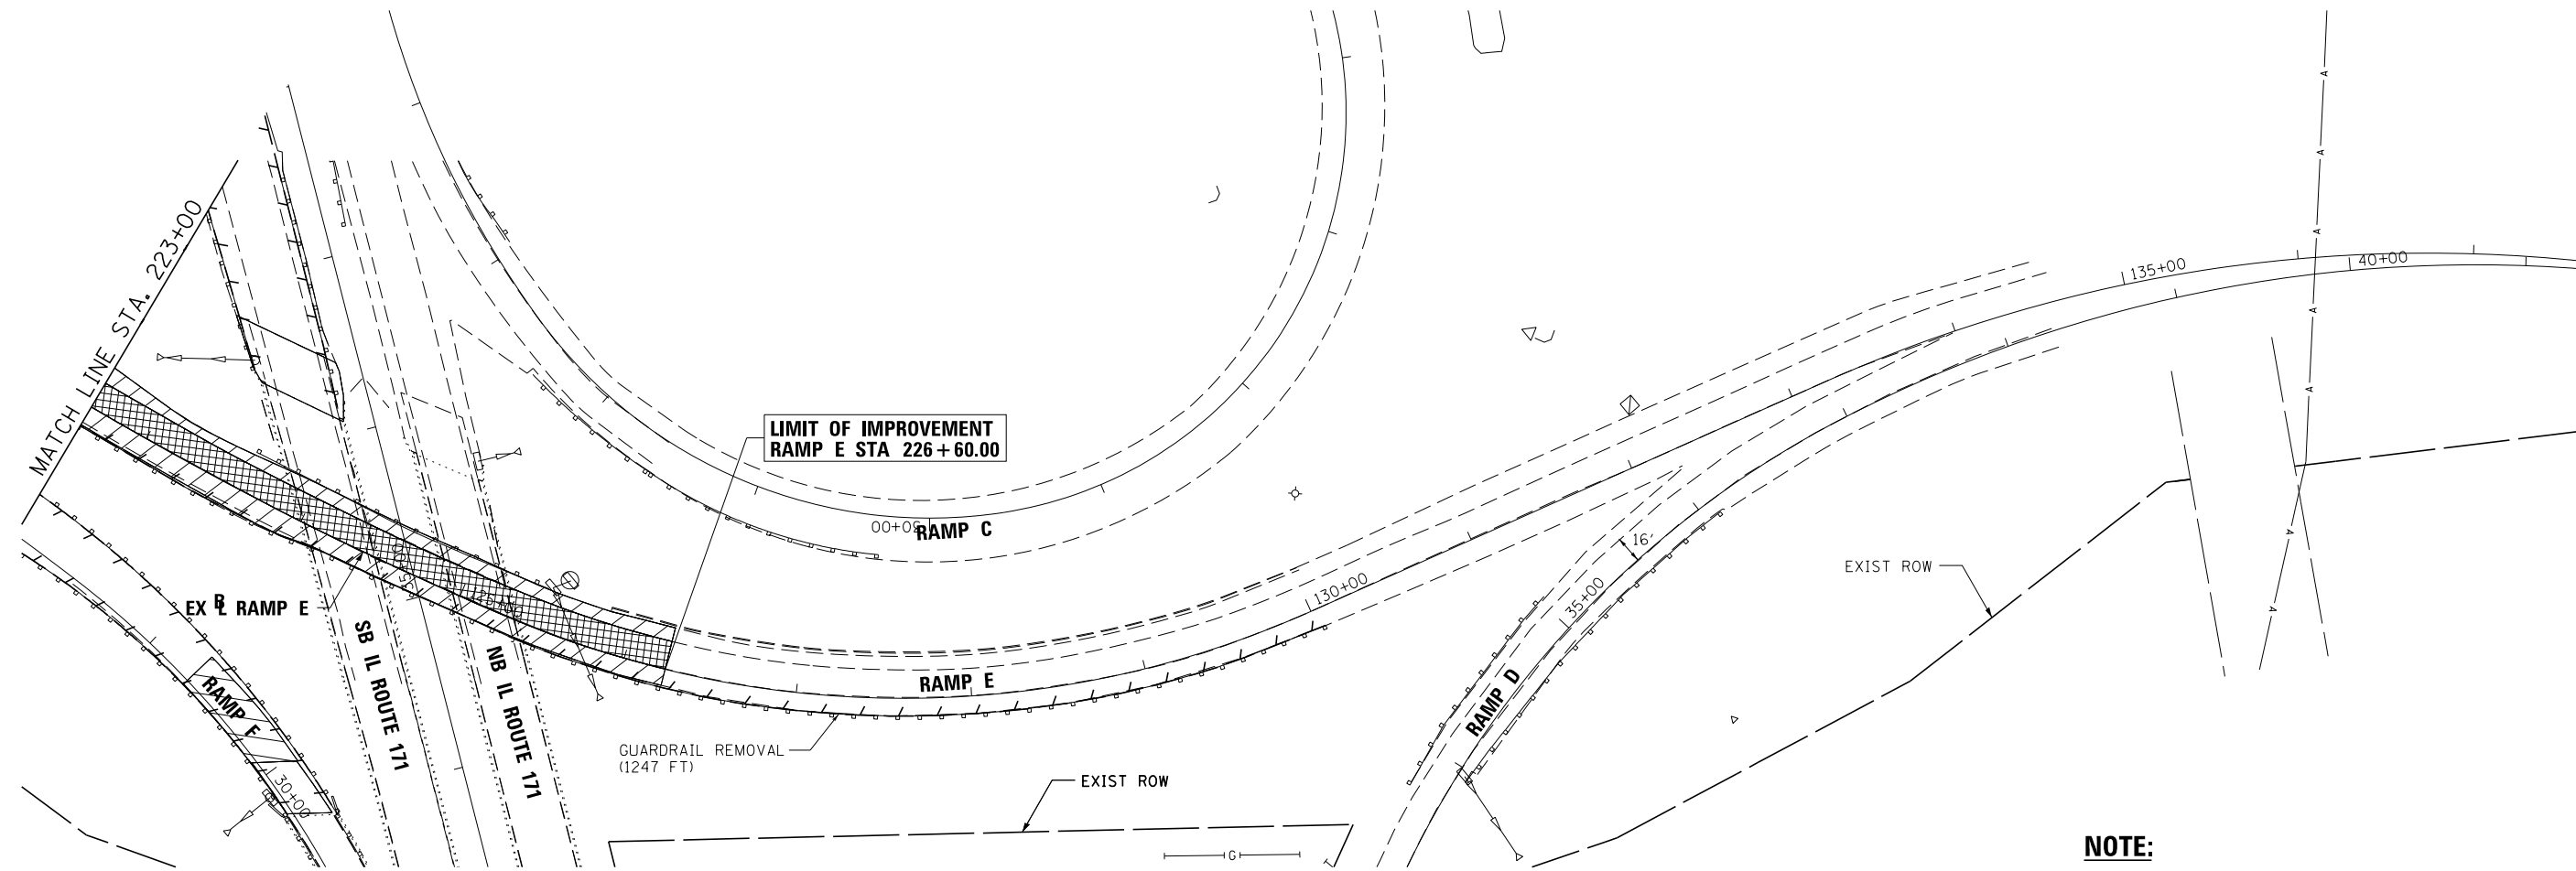 MATCH LINE STA. 223+00
LIMIT OF IMPROVEMENT
RAMP E STA 226+60.00
135+00
40+00
A
A
A
A
A
A
A
50+00
RAMP C
16'
EXIST ROW
130+00
35+00
EX BL RAMP E
SB IL ROUTE 171
NB IL ROUTE 171
RAMP E
RAMP D
RAMP F
30+00
GUARDRAIL REMOVAL
(1247 FT)
EXIST ROW
G
NOTE: